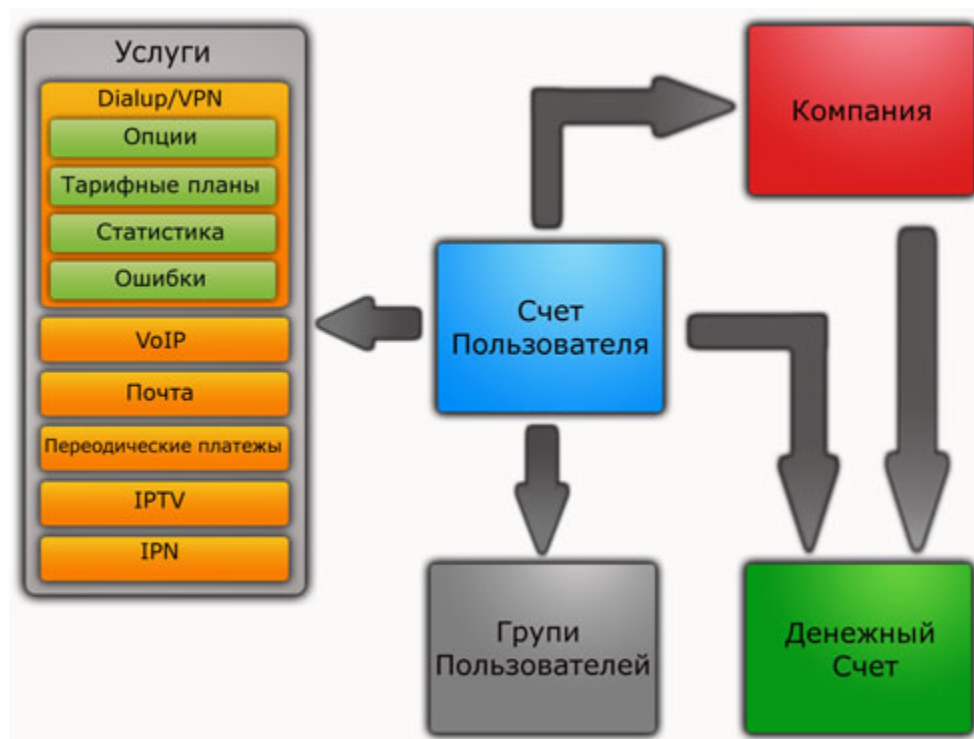 Услуги
Dialup/VPN
Опции
Тарифные планы
Статистика
Ошибки
VoIP
Почта
Переодические платежы
IPTV
IPN
Компания
Счет
Пользователя
Групи
Пользователей
Денежный
Счет